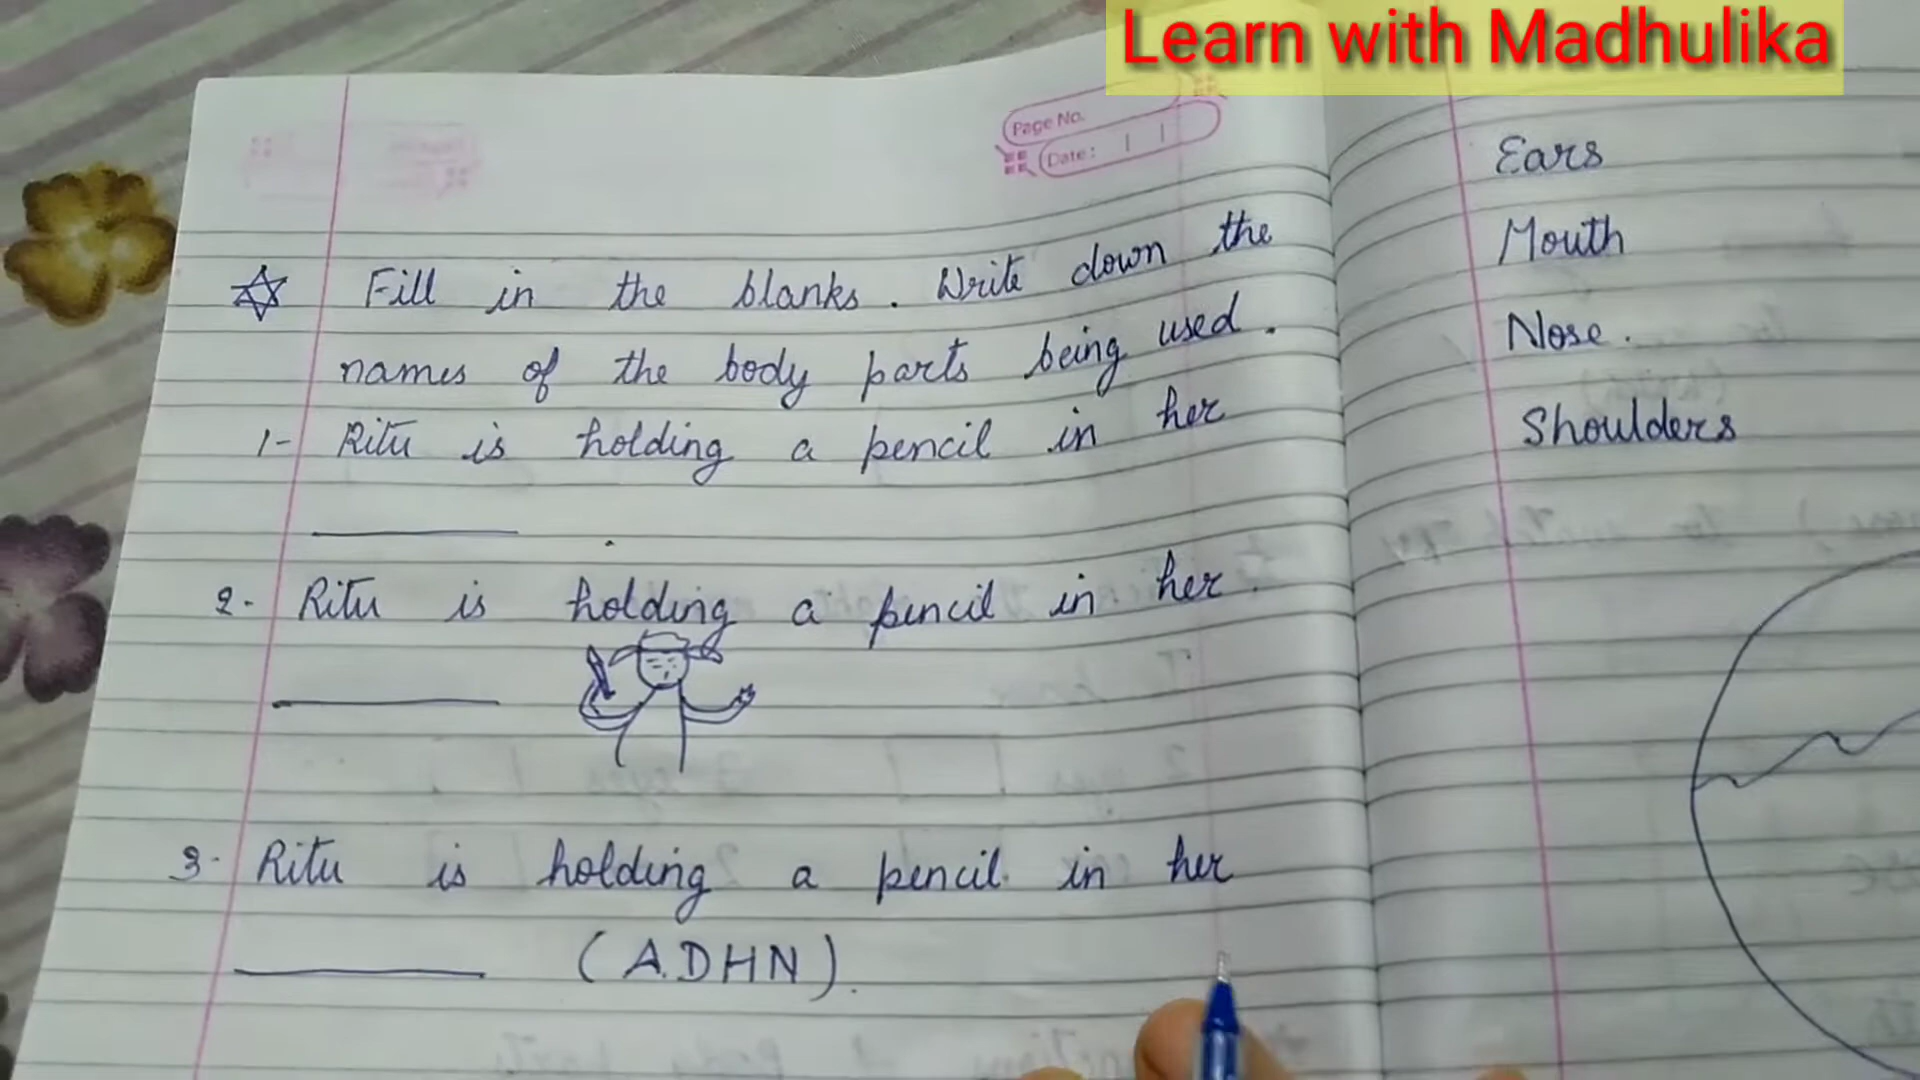 Learn with Madhulika
Page No.
Date:
Fill in the blanks. Write down the
names of the body parts being used.
1- Ritu is holding a pencil in her
.
2- Ritu is holding a pencil in her.
3- Ritu is holding a pencil in her
(A.DHN).
Ears
Mouth
Nose.
Shoulders